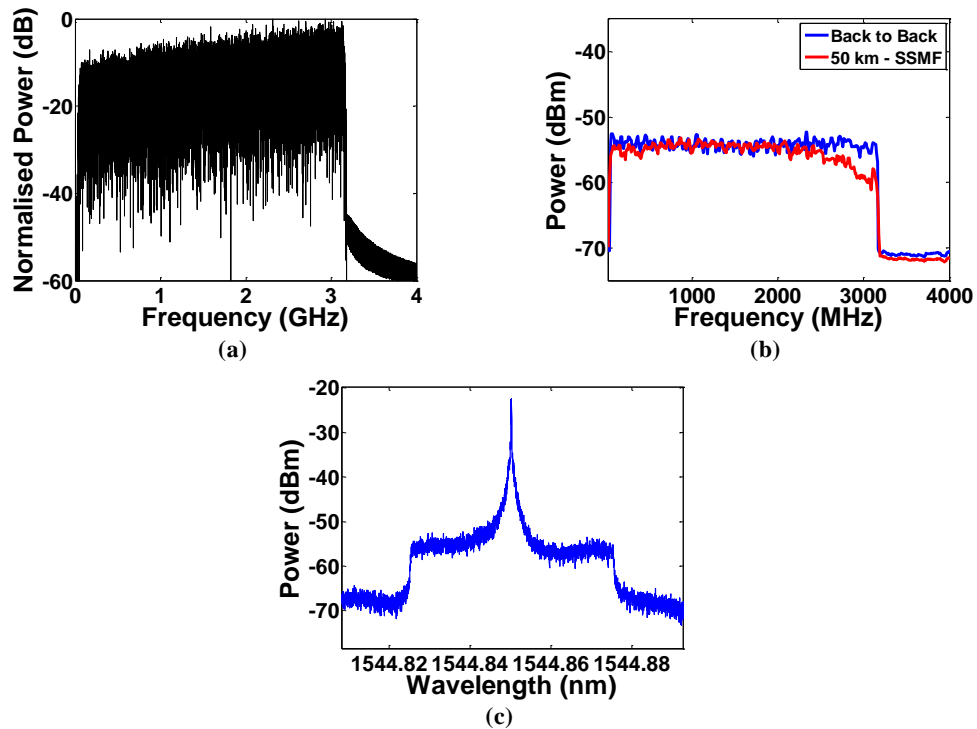 Normalised Power (dB)
0
-20
-40
-60
0 1 2 3 4
Frequency (GHz)
(a)
Power (dBm)
-40
-50
-60
-70
Back to Back
50 km - SSMF
1000 2000 3000 4000
Frequency (MHz)
(b)
Power (dBm)
-20
-30
-40
-50
-60
-70
1544.82 1544.84 1544.86 1544.88
Wavelength (nm)
(c)